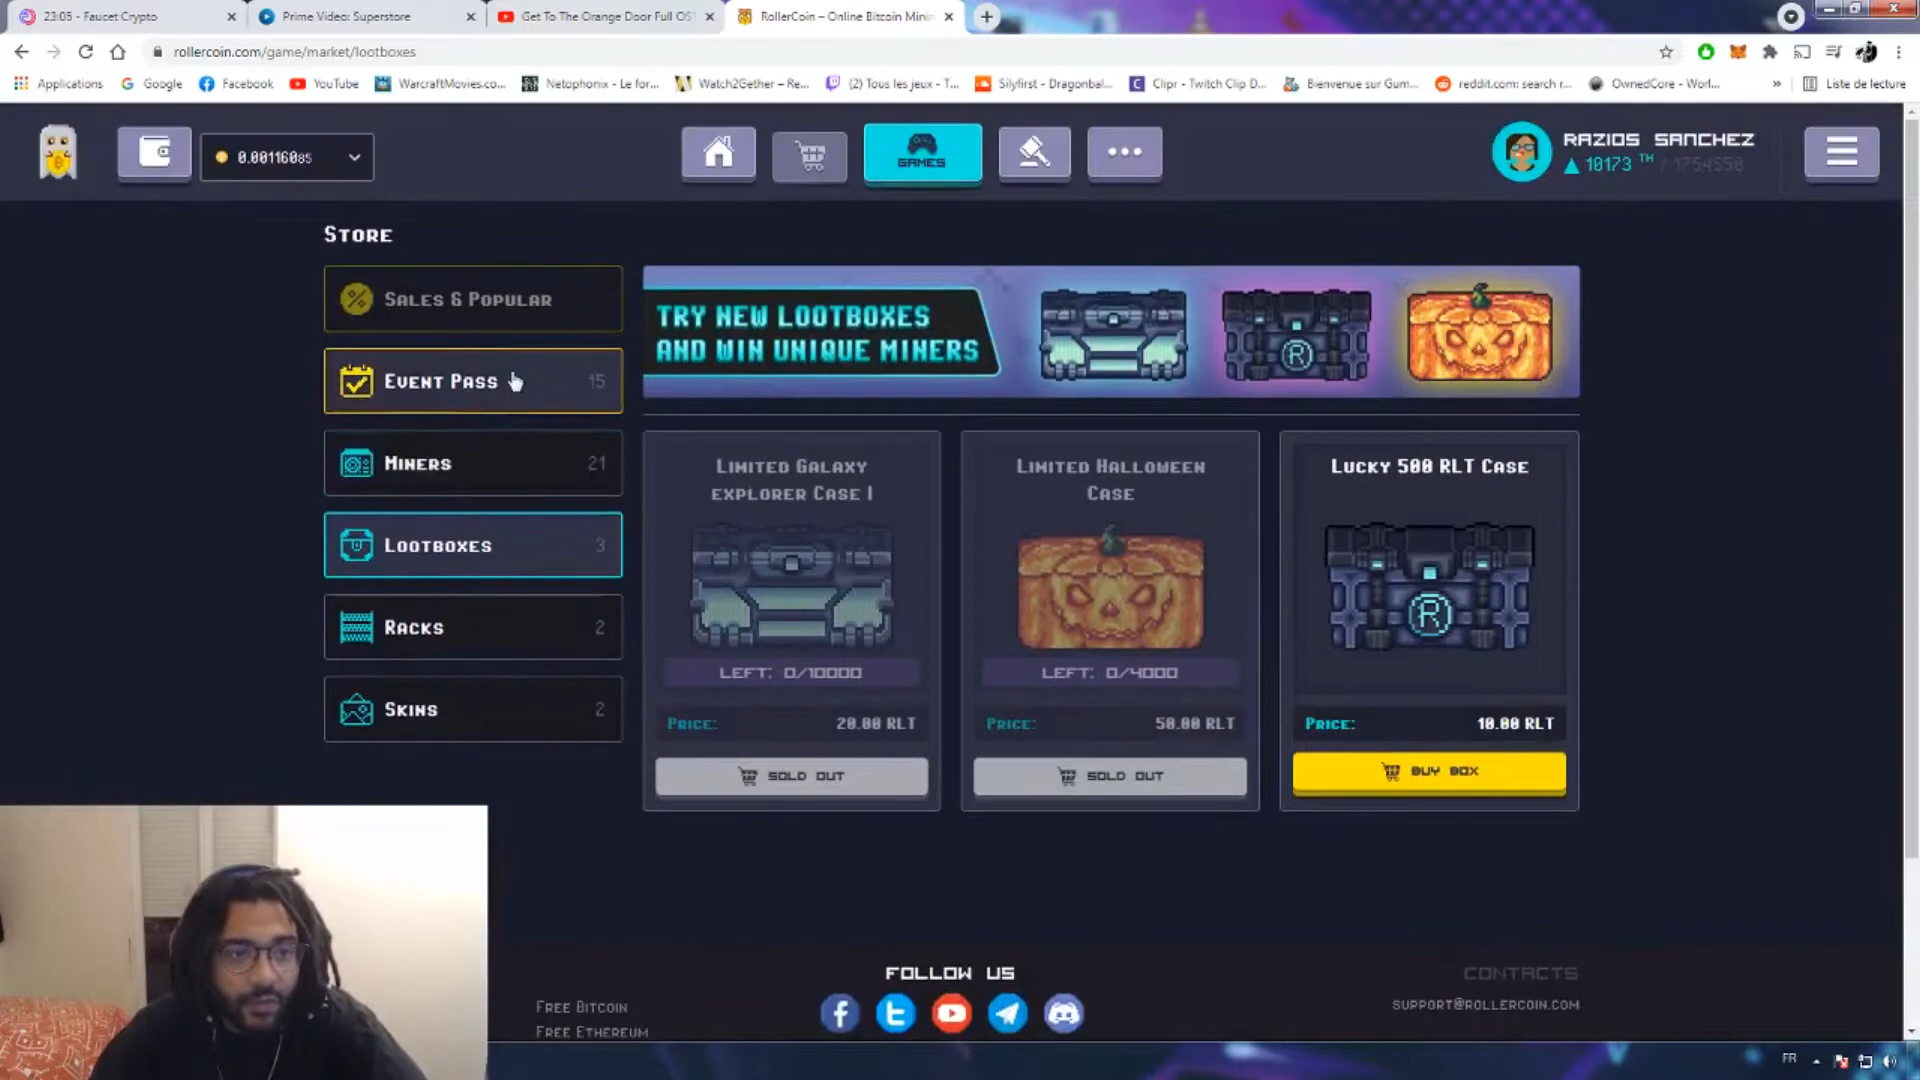 23:05 - Faucet Crypto
Prime Video: Superstore
Get To The Orange Door Full OST
RollerCoin – Online Bitcoin Mini
rollercoin.com/game/market/lootboxes
Applications
Google
Facebook
YouTube
WarcraftMovies.co...
Netophonix - Le for...
Watch2Gether – Re...
(2) Tous les jeux - T...
Silyfirst - Dragonbal...
Clipr - Twitch Clip D...
Bienvenue sur Gum...
reddit.com: search r...
OwnedCore - Worl...
»
Liste de lecture
0.00116085
GAMES
RAZIOS SANCHEZ
10173 TH / 1754550
STORE
SALES & POPULAR
EVENT PASS 15
MINERS 21
LOOTBOXES 3
RACKS 2
SKINS 2
TRY NEW LOOTBOXES
AND WIN UNIQUE MINERS
LIMITED GALAXY
EXPLORER CASE I
LEFT: 0/10000
PRICE: 20.00 RLT
SOLD OUT
LIMITED HALLOWEEN
CASE
LEFT: 0/4000
PRICE: 50.00 RLT
SOLD OUT
LUCKY 500 RLT CASE
R
PRICE: 10.00 RLT
BUY BOX
FREE BITCOIN
FREE ETHEREUM
FOLLOW US
CONTACTS
SUPPORT@ROLLERCOIN.COM
FR